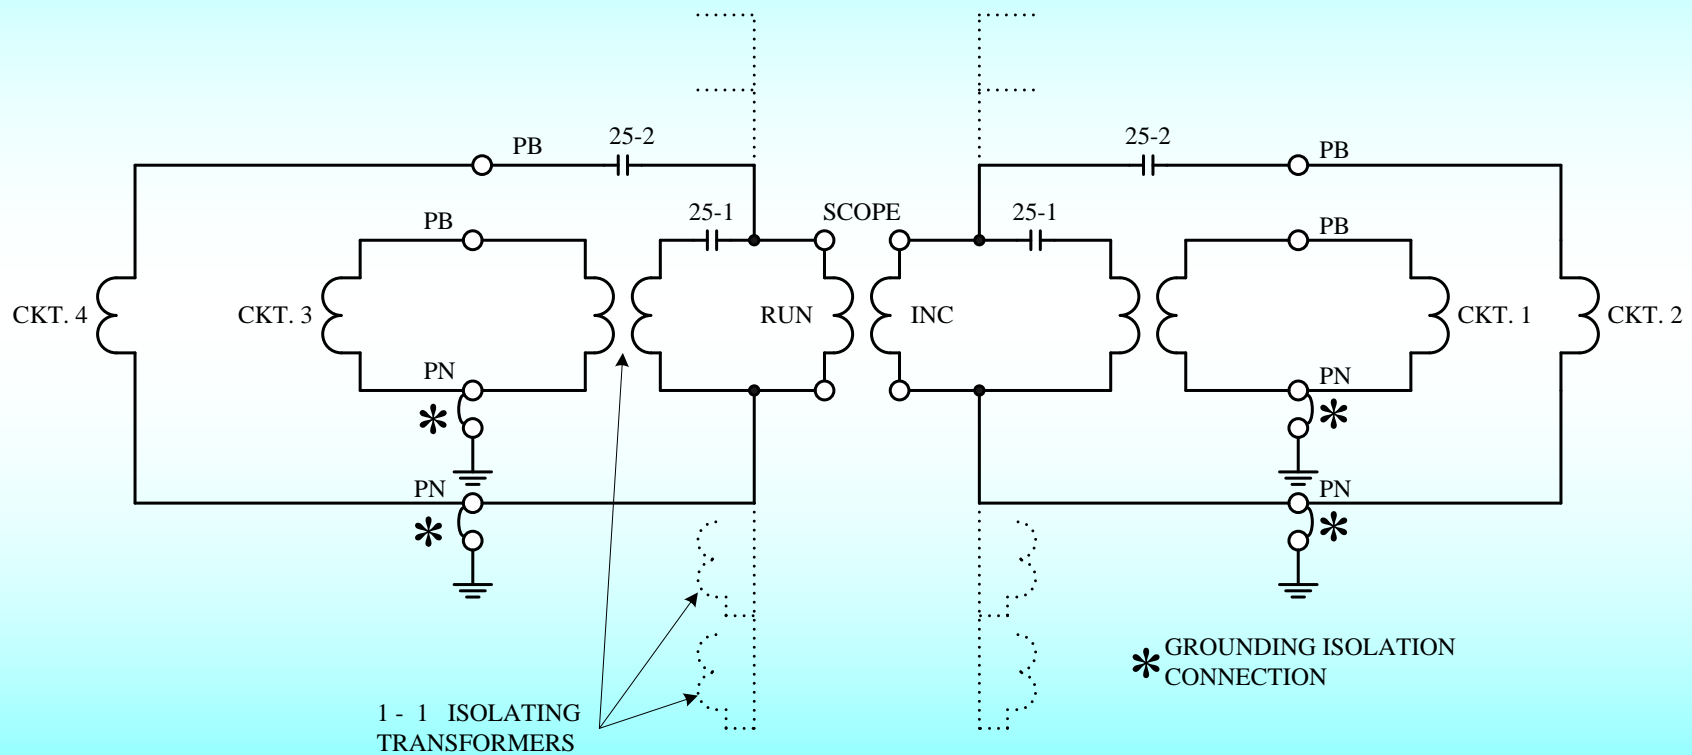 25-2
PB
25-2
PB
25-1
SCOPE
25-1
PB
PB
CKT. 4
CKT. 3
RUN
INC
CKT. 1
CKT. 2
PN
PN
*
*
PN
PN
*
*
* GROUNDING ISOLATION
CONNECTION
1 - 1 ISOLATING
TRANSFORMERS